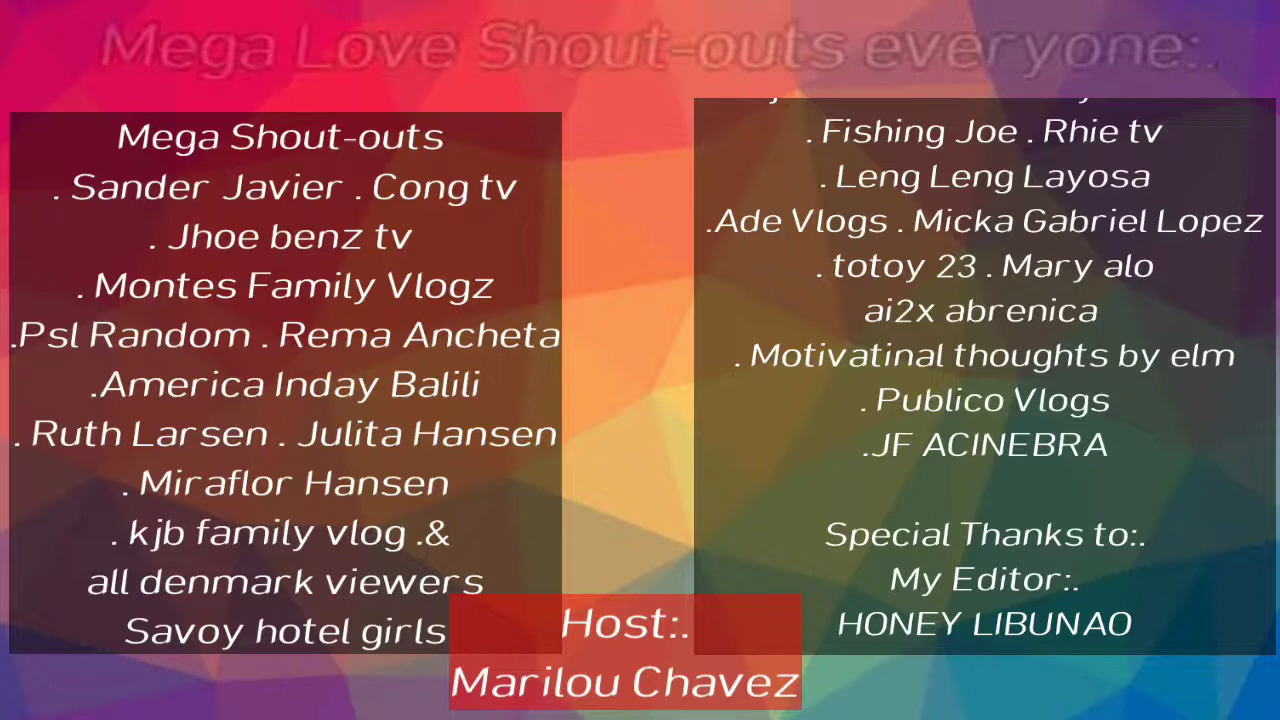 Mega Love Shout-outs everyone:.
Mega Shout-outs
. Sander Javier . Cong tv
. Jhoe benz tv
. Montes Family Vlogz
.Psl Random . Rema Ancheta
.America Inday Balili
. Ruth Larsen . Julita Hansen
. Miraflor Hansen
. kjb family vlog .&
all denmark viewers
Savoy hotel girls
. Fishing Joe . Rhie tv
. Leng Leng Layosa
.Ade Vlogs . Micka Gabriel Lopez
. totoy 23 . Mary alo
ai2x abrenica
. Motivatinal thoughts by elm
. Publico Vlogs
.JF ACINEBRA
Special Thanks to:.
My Editor:.
HONEY LIBUNAO
Host:.
Marilou Chavez